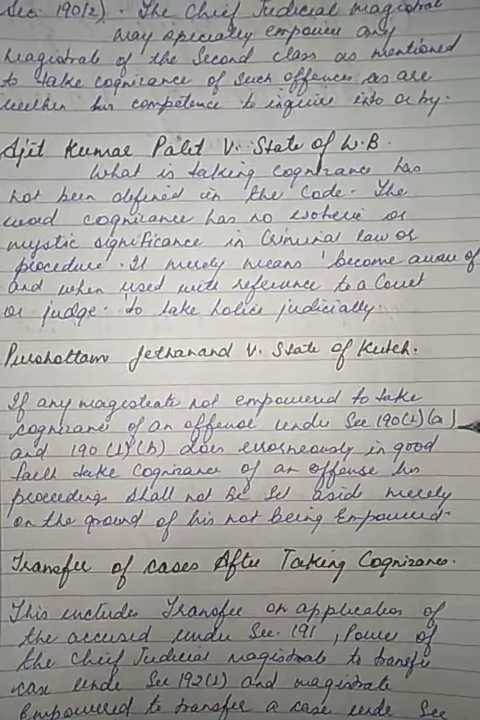 Sec. 190(2). The Chief Judicial magistrate
may specially empower any
Magistrate of the Second class as mentioned
to take cognizance of such offences as are
within his competence to inquire into or try.
Ajit Kumar Palit V. State of W.B.
What is taking cognizance has
not been defined in the Code. The
word cognizance has no esoteric or
mystic significance in Criminal law or
procedure. It merely means 'become aware of
and when used with reference to a Court
or judge. to take notice judicially.
Purshottam Jethanand V. State of Kutch.
If any magistrate not empowered to take
cognizance of an offense under Sec 190(1)(a)
and 190 (1)(b) does erroneously in good
faith take cognizance of an offense his
proceedings shall not be set aside merely
on the ground of his not being empowered.
Transfer of cases After Taking Cognizance.
This includes Transfer on application of
the accused under Sec. 191, Power of
the Chief Judicial magistrate to transfer
case under Sec 192(1) and magistrate
empowered to transfer a case under Sec